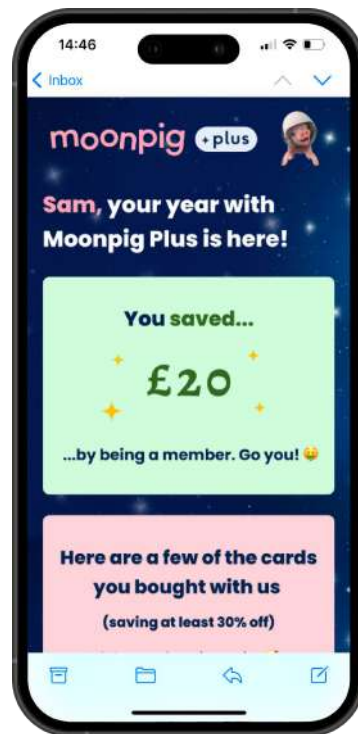 14:46
Inbox
moonpig +plus
Sam, your year with
Moonpig Plus is here!
You saved...
£20
...by being a member. Go you! 🤑
Here are a few of the cards
you bought with us
(saving at least 30% off)